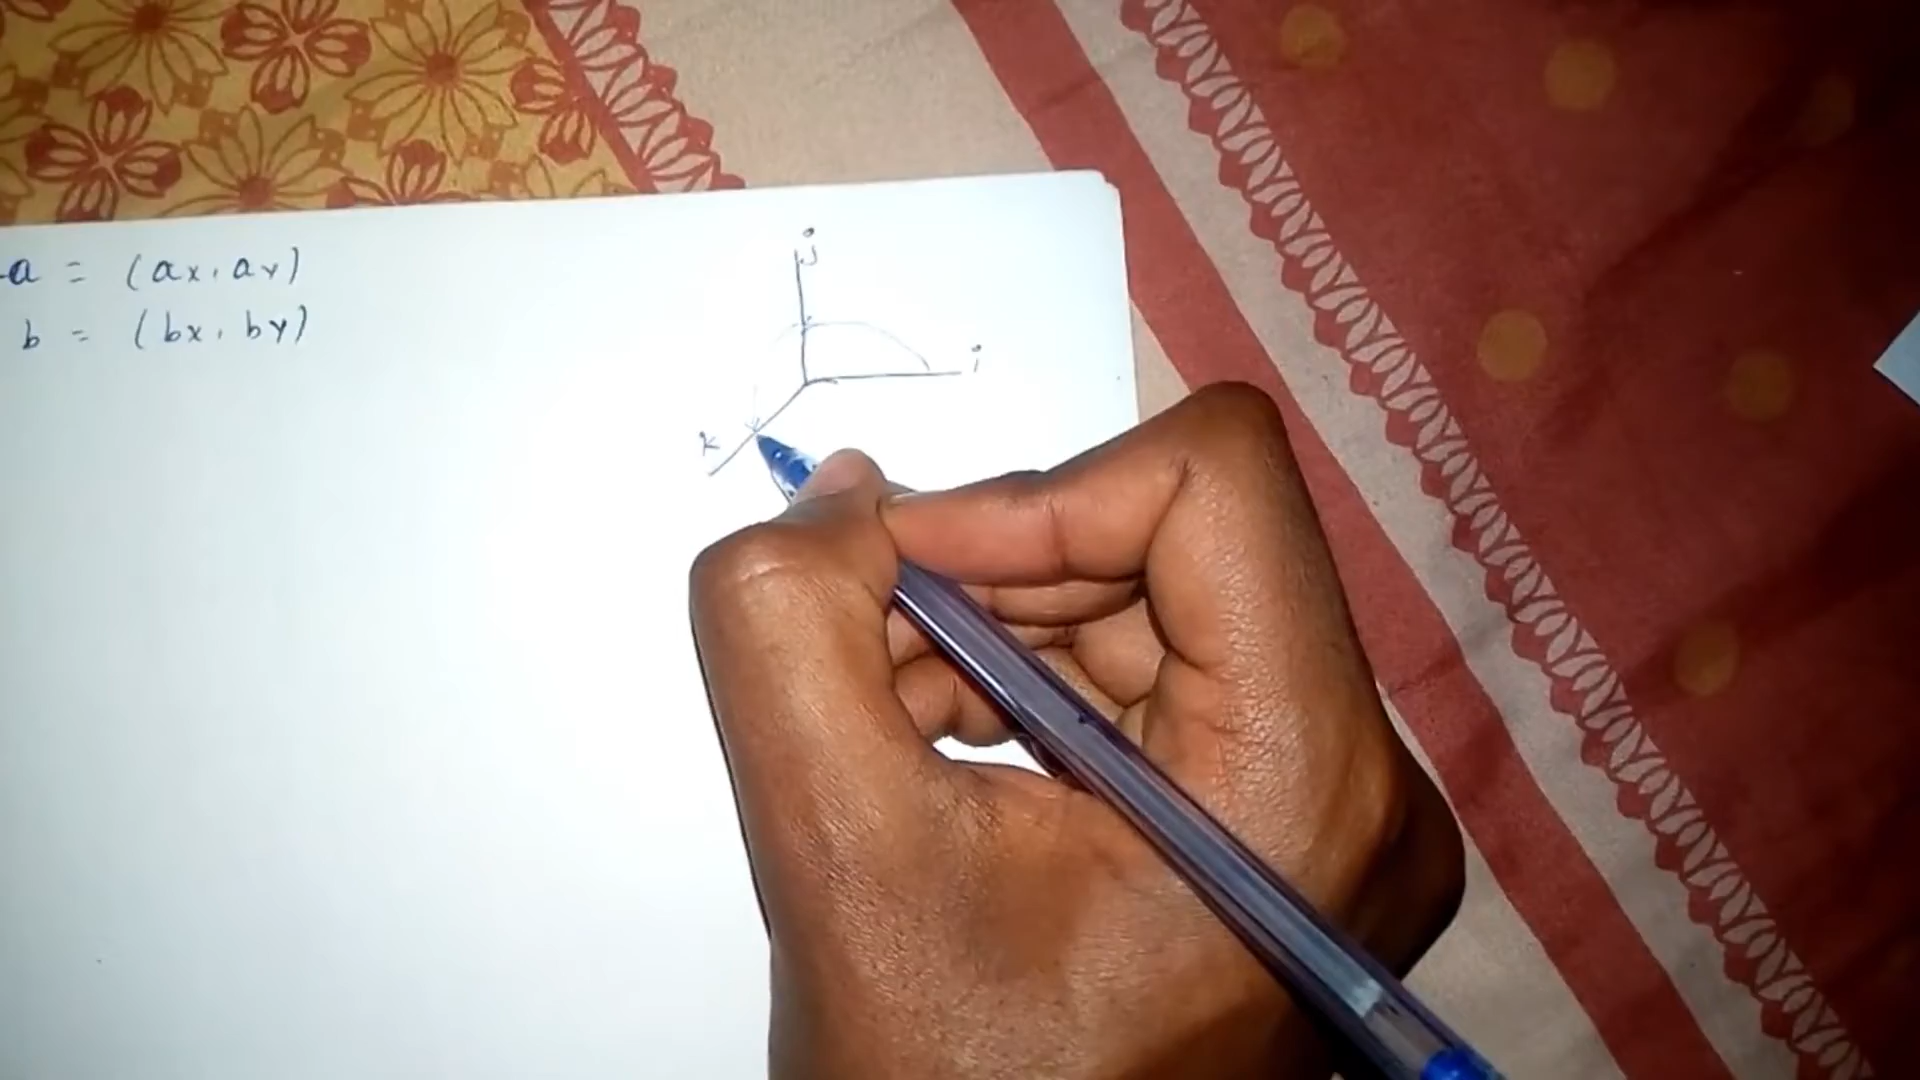 a = (ax, ay)
b = (bx, by)
j
i
k